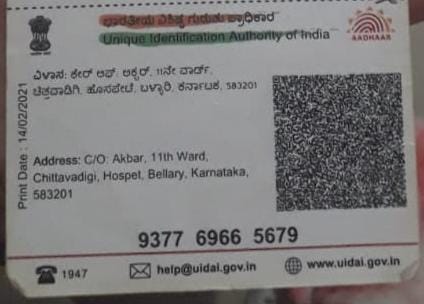 ಭಾರತೀಯ ವಿಶಿಷ್ಟ ಗುರುತು ಪ್ರಾಧಿಕಾರ
Unique Identification Authority of India
AADHAAR
ವಿಳಾಸ: ಕೇರ್ ಆಫ್: ಅಕ್ಬರ್, 11ನೇ ವಾರ್ಡ್,
ಚಿತ್ತವಾಡಿಗಿ, ಹೊಸಪೇಟೆ, ಬಳ್ಳಾರಿ, ಕರ್ನಾಟಕ, 583201
Print Date : 14/02/2021
Address: C/O: Akbar, 11th Ward,
Chittavadigi, Hospet, Bellary, Karnataka,
583201
9377 6966 5679
1947
help@uidai.gov.in
www.uidai.gov.in